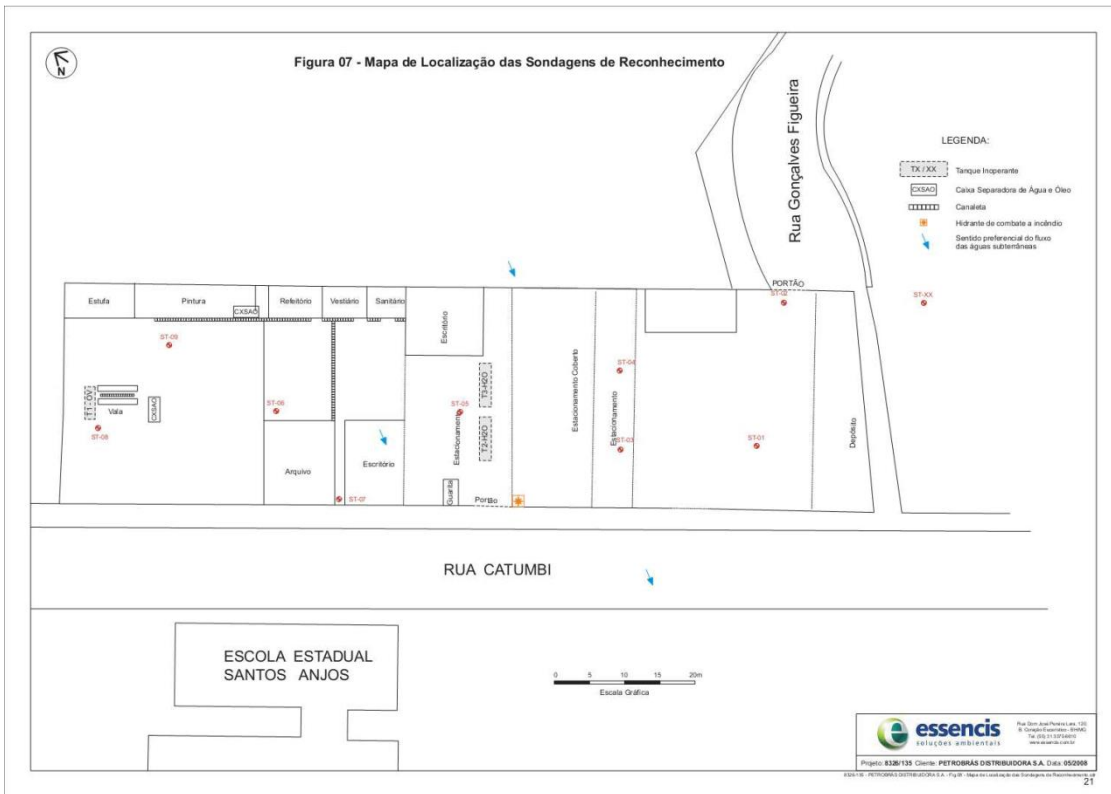 Figura 07 - Mapa de Localização das Sondagens de Reconhecimento
N
Rua Gonçalves Figueira
LEGENDA:
TX / XX
Tanque Inoperante
CXSAO
Caixa Separadora de Água e Óleo
Canaleta
Hidrante de combate a incêndio
Sentido preferencial do fluxo
das águas subterrâneas
ST-XX
PORTÃO
ST-02
Estufa
Pintura
CXSAO
Refeitório
Vestiário
Sanitário
Escritório
ST-09
T1 - OV
Vala
CXSAO
ST-08
ST-06
Arquivo
Escritório
ST-07
ST-05
Estacionamento
T3-H2O
T2-H2O
Guarita
Portão
Estacionamento Coberto
ST-04
Estacionamento
ST-03
ST-01
Depósito
RUA CATUMBI
ESCOLA ESTADUAL
SANTOS ANJOS
0 5 10 15 20m
Escala Gráfica
essencis
soluções ambientais
Projeto: 8326/135 Cliente: PETROBRÁS DISTRIBUIDORA S.A. Data: 05/2008
21